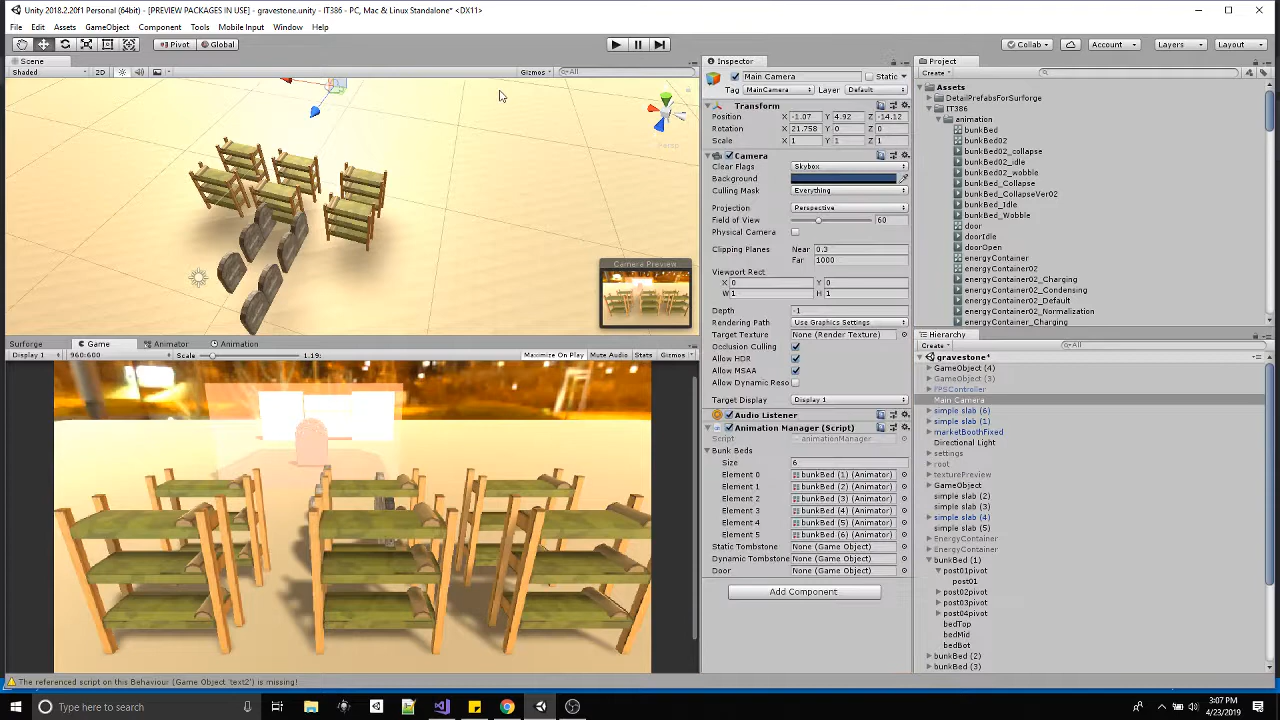 Unity 2018.2.20f1 Personal (64bit) - [PREVIEW PACKAGES IN USE] - gravestone.unity - IT386 - PC, Mac & Linux Standalone* <DX11>
File Edit Assets GameObject Component Tools Mobile Input Window Help
Pivot Global Collab Account Layers Layout
Scene
Shaded 2D Gizmos All
Persp
Camera Preview
Surforge Game Animator Animation
Display 1 960:600 Scale 1.19: Maximize On Play Mute Audio Stats Gizmos
Inspector
Main Camera Static
Tag MainCamera Layer Default
Transform
Position X -1.07 Y 4.92 Z -14.12
Rotation X 21.758 Y 0 Z 0
Scale X 1 Y 1 Z 1
Camera
Clear Flags Skybox
Background
Culling Mask Everything
Projection Perspective
Field of View 60
Physical Camera
Clipping Planes Near 0.3
Far 1000
Viewport Rect
X 0 Y 0
W 1 H 1
Depth -1
Rendering Path Use Graphics Settings
Target Texture None (Render Texture)
Occlusion Culling
Allow HDR
Allow MSAA
Allow Dynamic Reso
Target Display Display 1
Audio Listener
Animation Manager (Script)
Script animationManager
Bunk Beds
Size 6
Element 0 bunkBed (1) (Animator)
Element 1 bunkBed (2) (Animator)
Element 2 bunkBed (3) (Animator)
Element 3 bunkBed (4) (Animator)
Element 4 bunkBed (5) (Animator)
Element 5 bunkBed (6) (Animator)
Static Tombstone None (Game Object)
Dynamic Tombstone None (Game Object)
Door None (Game Object)
Add Component
Project
Create
Assets
DetailPrefabsForSurforge
IT386
animation
bunkBed
bunkBed02
bunkBed02_collapse
bunkBed02_idle
bunkBed02_wobble
bunkBed_Collapse
bunkBed_CollapseVer02
bunkBed_Idle
bunkBed_Wobble
door
doorIdle
doorOpen
energyContainer
energyContainer02
energyContainer02_Charging
energyContainer02_Condensing
energyContainer02_Default
energyContainer02_Normalization
energyContainer_Charging
Hierarchy
Create All
gravestone*
GameObject (4)
GameObject (3)
FPSController
Main Camera
simple slab (6)
simple slab (1)
marketBoothFixed
Directional Light
settings
root
texturePreview
GameObject
simple slab (2)
simple slab (3)
simple slab (4)
simple slab (5)
EnergyContainer
EnergyContainer
bunkBed (1)
post01pivot
post01
post02pivot
post03pivot
post04pivot
bedTop
bedMid
bedBot
bunkBed (2)
bunkBed (3)
The referenced script on this Behaviour (Game Object 'text2') is missing!
Type here to search
3:07 PM
4/23/2019